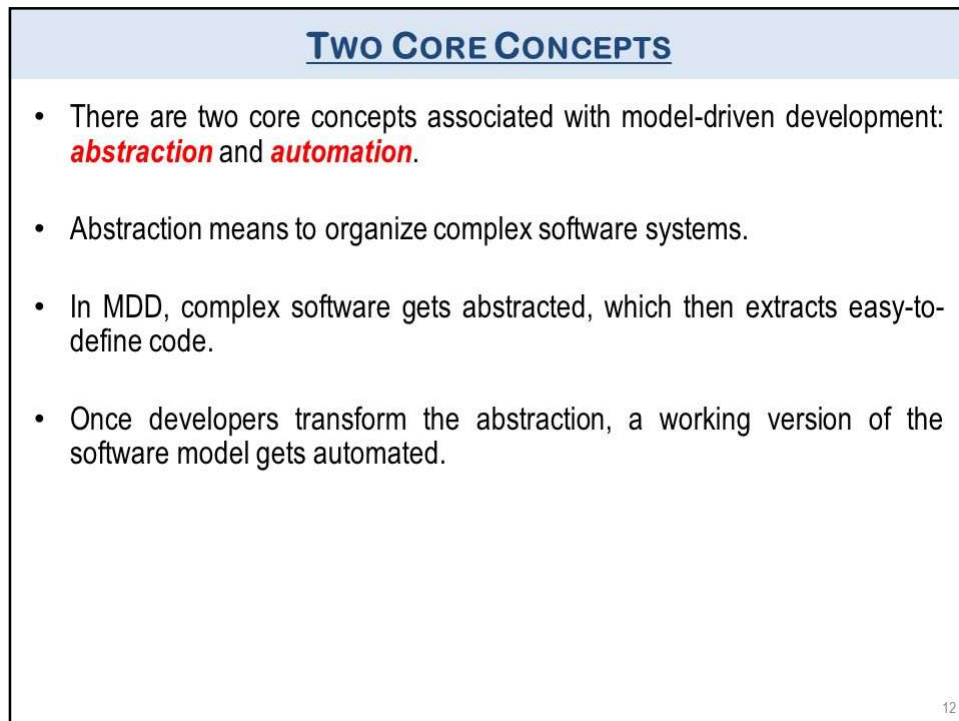 TWO CORE CONCEPTS
• There are two core concepts associated with model-driven development:
abstraction and automation.
• Abstraction means to organize complex software systems.
• In MDD, complex software gets abstracted, which then extracts easy-to-
define code.
• Once developers transform the abstraction, a working version of the
software model gets automated.
12